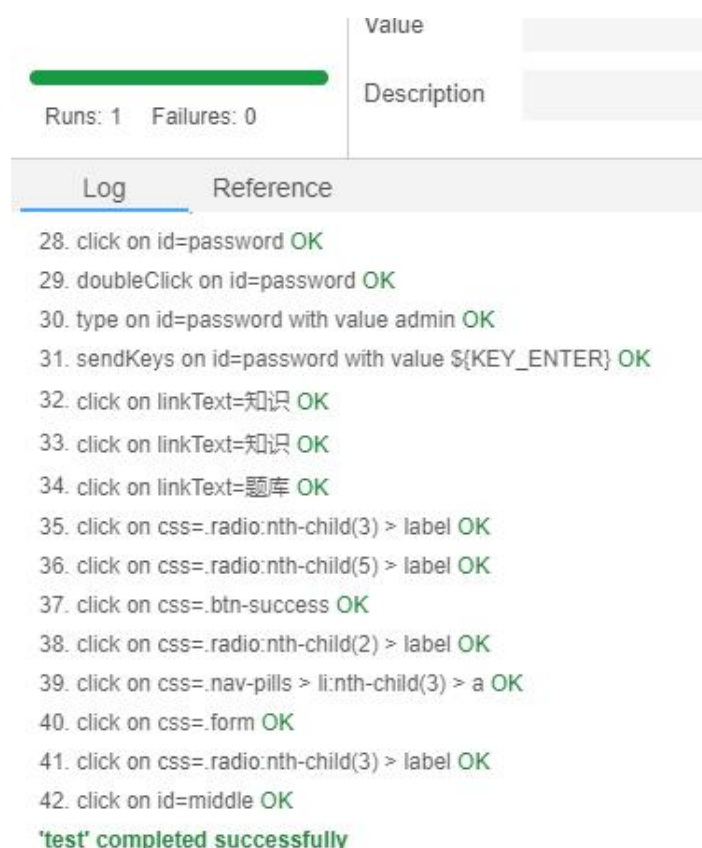 Value
Description
Runs: 1 Failures: 0
Log Reference
28. click on id=password OK
29. doubleClick on id=password OK
30. type on id=password with value admin OK
31. sendKeys on id=password with value ${KEY_ENTER} OK
32. click on linkText=知识 OK
33. click on linkText=知识 OK
34. click on linkText=题库 OK
35. click on css=.radio:nth-child(3) > label OK
36. click on css=.radio:nth-child(5) > label OK
37. click on css=.btn-success OK
38. click on css=.radio:nth-child(2) > label OK
39. click on css=.nav-pills > li:nth-child(3) > a OK
40. click on css=.form OK
41. click on css=.radio:nth-child(3) > label OK
42. click on id=middle OK
'test' completed successfully